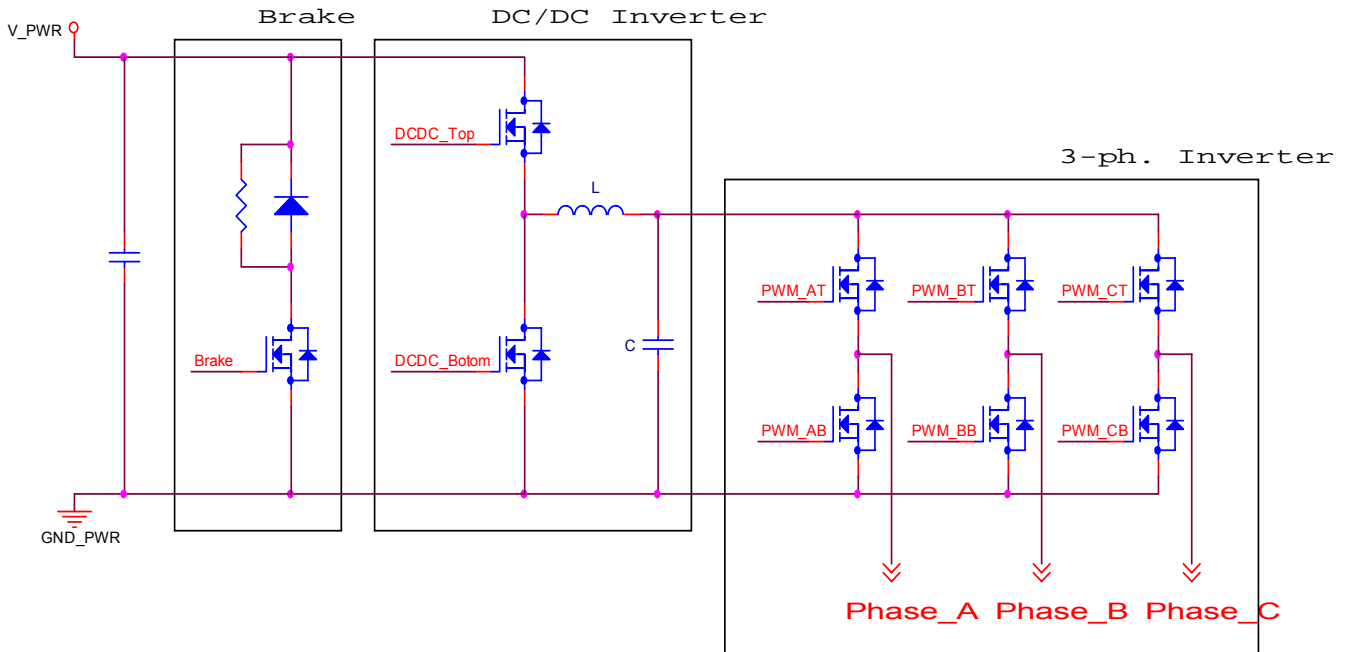 Brake
DC/DC Inverter
V_PWR
DCDC_Top
3-ph. Inverter
L
PWM_AT
PWM_BT
PWM_CT
C
Brake
DCDC_Botom
PWM_AB
PWM_BB
PWM_CB
GND_PWR
Phase_A
Phase_B
Phase_C